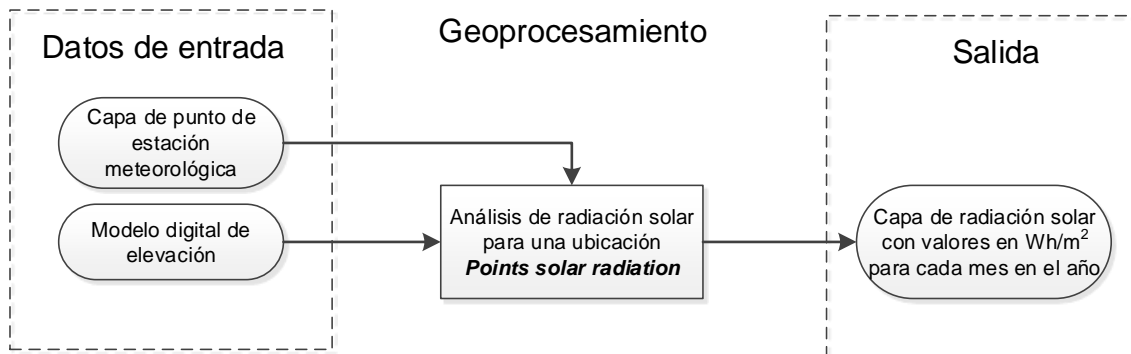 Datos de entrada
Capa de punto de
estación
meteorológica
Modelo digital de
elevación
Geoprocesamiento
Análisis de radiación solar
para una ubicación
Points solar radiation
Salida
Capa de radiación solar
con valores en Wh/m²
para cada mes en el año